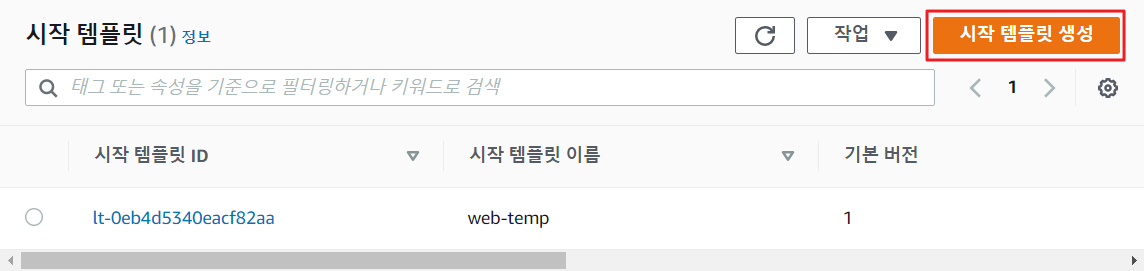 시작 템플릿 (1) 정보 작업 시작 템플릿 생성
태그 또는 속성을 기준으로 필터링하거나 키워드로 검색 1
시작 템플릿 ID 시작 템플릿 이름 기본 버전
lt-0eb4d5340eacf82aa web-temp 1